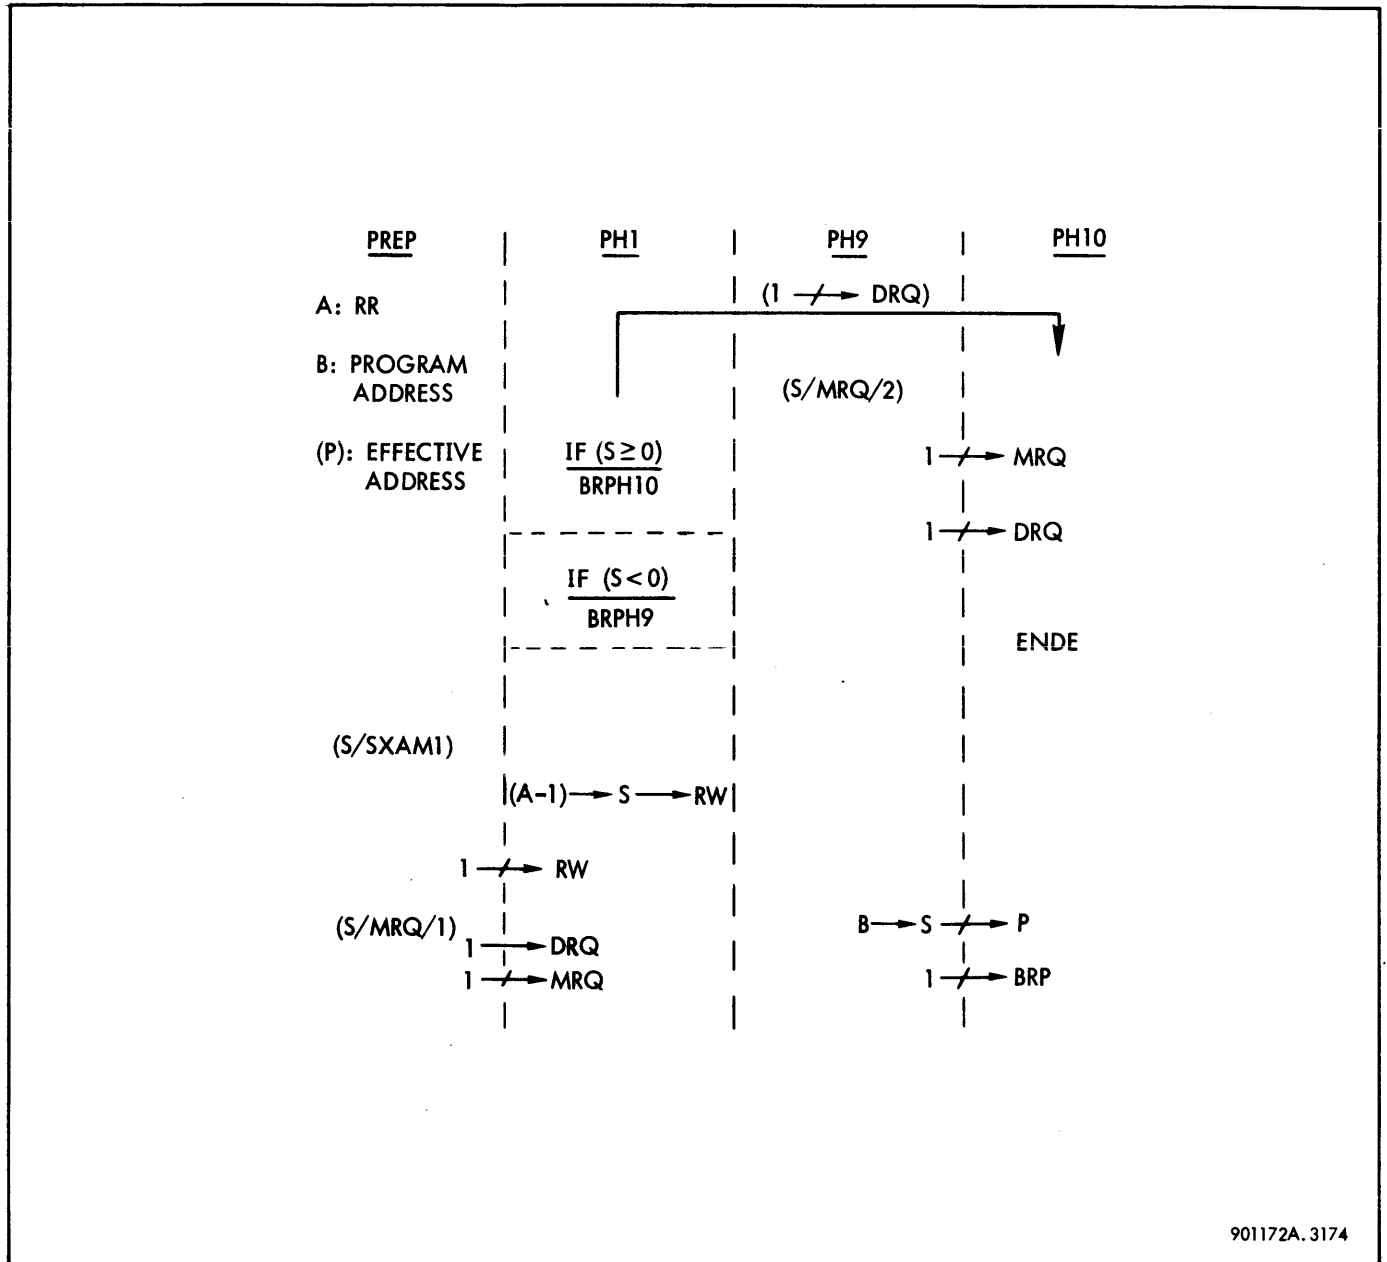 PREP PH1 PH9 PH10
(1 → DRQ)
A: RR
B: PROGRAM
ADDRESS
(S/MRQ/2)
(P): EFFECTIVE
ADDRESS
IF (S ≥ 0)
BRPH10
1 → MRQ
1 → DRQ
IF (S < 0)
BRPH9
ENDE
(S/SXAM1)
(A-1) → S → RW
1 → RW
(S/MRQ/1)
1 → DRQ
1 → MRQ
B → S → P
1 → BRP
901172A. 3174